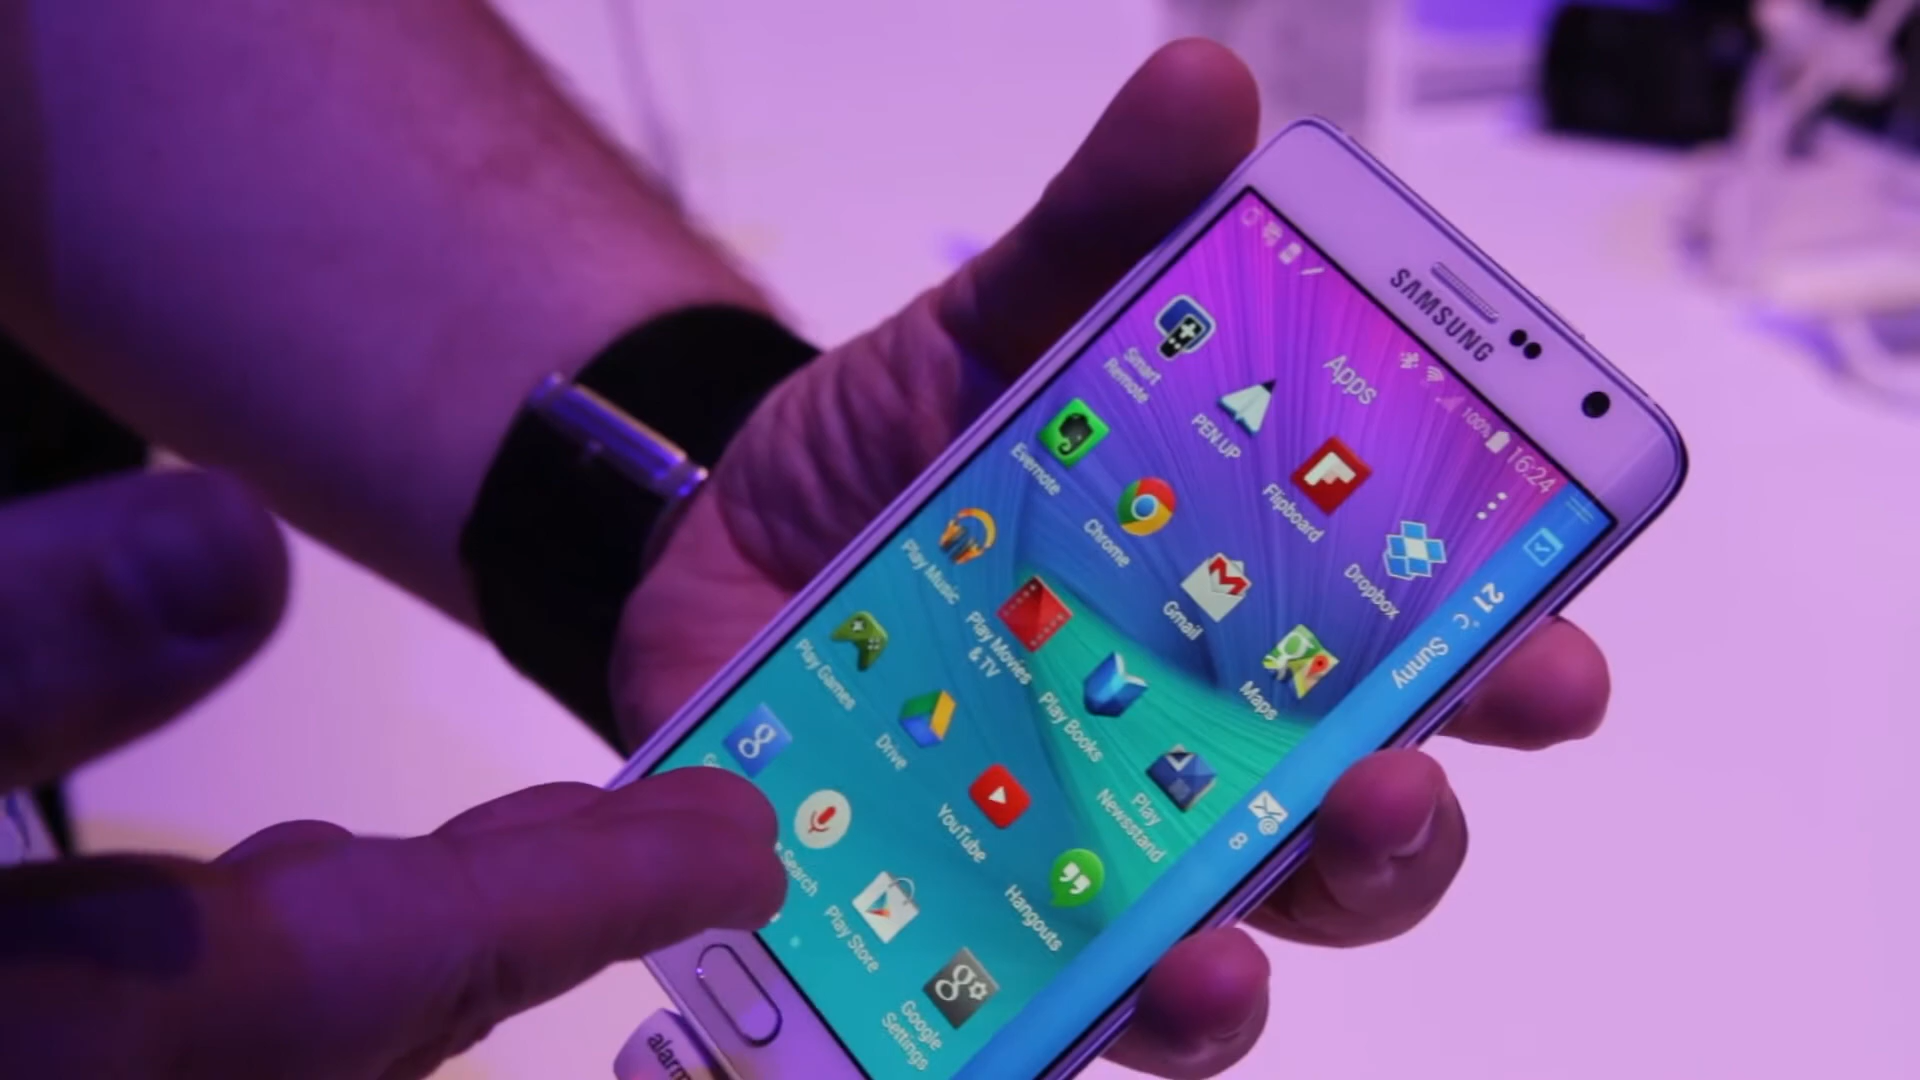 SAMSUNG
100% 16:24
Apps
Smart
Remote
PEN.UP
Flipboard
Dropbox
Evernote
Chrome
Gmail
Maps
Play Music
Play Movies
& TV
Play Books
Play
Newsstand
Play Games
Drive
YouTube
Hangouts
Search
Play Store
Google
Settings
21 °C Sunny
8
alarm